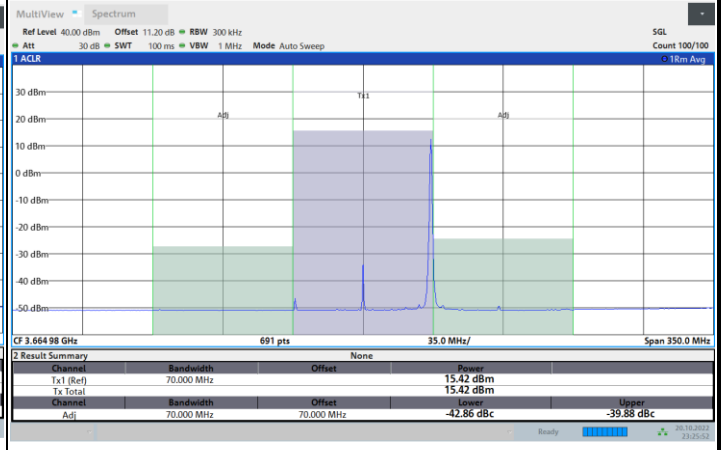 MultiView Spectrum
Ref Level 40.00 dBm Offset 11.20 dB RBW 300 kHz SGL
Att 30 dB SWT 100 ms VBW 1 MHz Mode Auto Sweep Count 100/100
1 ACLR 1Rm Avg
30 dBm
Tx1
20 dBm Adj Adj
10 dBm
0 dBm
-10 dBm
-20 dBm
-30 dBm
-40 dBm
-50 dBm
CF 3.664 98 GHz 691 pts 35.0 MHz/ Span 350.0 MHz
2 Result Summary None
Channel Bandwidth Offset Power
Tx1 (Ref) 70.000 MHz 15.42 dBm
Tx Total 15.42 dBm
Channel Bandwidth Offset Lower Upper
Adj 70.000 MHz 70.000 MHz -42.86 dBc -39.88 dBc
Ready 20.10.2022
23:25:52